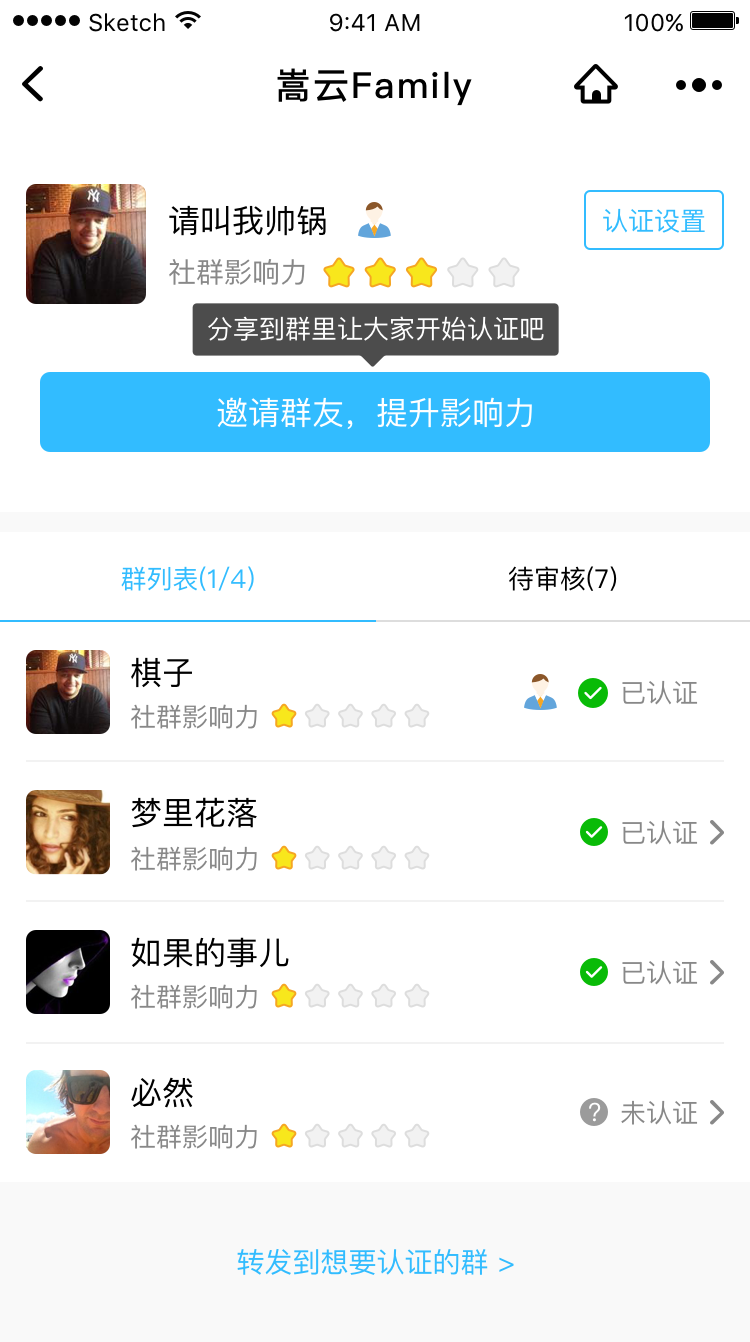 Sketch 9:41 AM 100%
嵩云Family
请叫我帅锅
认证设置
社群影响力
分享到群里让大家开始认证吧
邀请群友，提升影响力
群列表(1/4) 待审核(7)
棋子
社群影响力
已认证
梦里花落
社群影响力
已认证
如果的事儿
社群影响力
已认证
必然
社群影响力
? 未认证
转发到想要认证的群 >